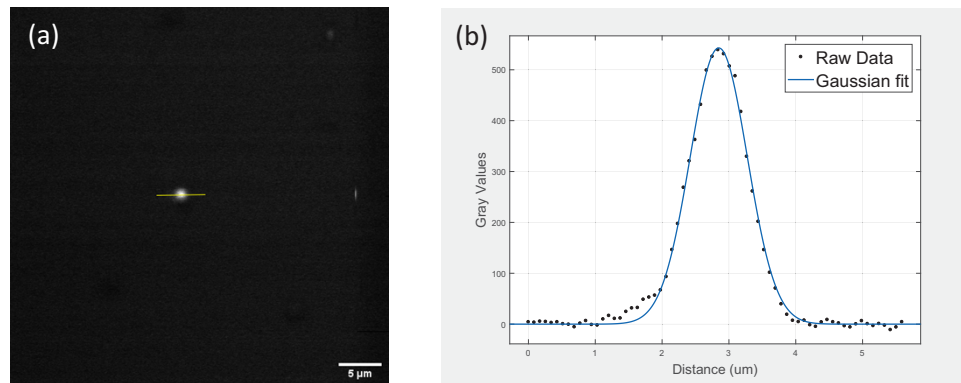 (a)
5 μm
(b)
Raw Data
Gaussian fit
500
400
300
200
100
0
Gray Values
0 1 2 3 4 5
Distance (um)